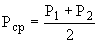 Pср = P1 + P2 / 2